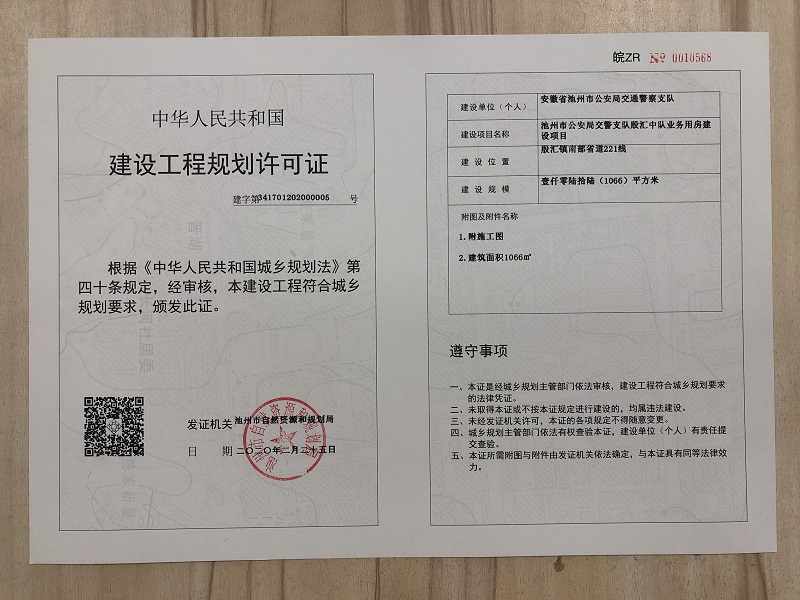 中华人民共和国
建设工程规划许可证
建字第341701202000005 号
根据《中华人民共和国城乡规划法》第
四十条规定，经审核，本建设工程符合城乡
规划要求，颁发此证。
发证机关 池州市自然资源和规划局
日 期 二〇二〇年二月二十五日
池州市自然资源和规划局
皖ZR № 0010568
建设单位（个人） 安徽省池州市公安局交通警察支队
建设项目名称 池州市公安局交警支队殷汇中队业务用房建
设项目
建设位置 殷汇镇南部省道221线
建设规模 壹仟零陆拾陆（1066）平方米
附图及附件名称
1.附施工图
2.建筑面积1066㎡
遵守事项
一、本证是经城乡规划主管部门依法审核，建设工程符合城乡规划要求
的法律凭证。
二、未取得本证或不按本证规定进行建设的，均属违法建设。
三、未经发证机关许可，本证的各项规定不得随意变更。
四、城乡规划主管部门依法有权查验本证，建设单位（个人）有责任提
交查验。
五、本证所需附图与附件由发证机关依法确定，与本证具有同等法律效
力。